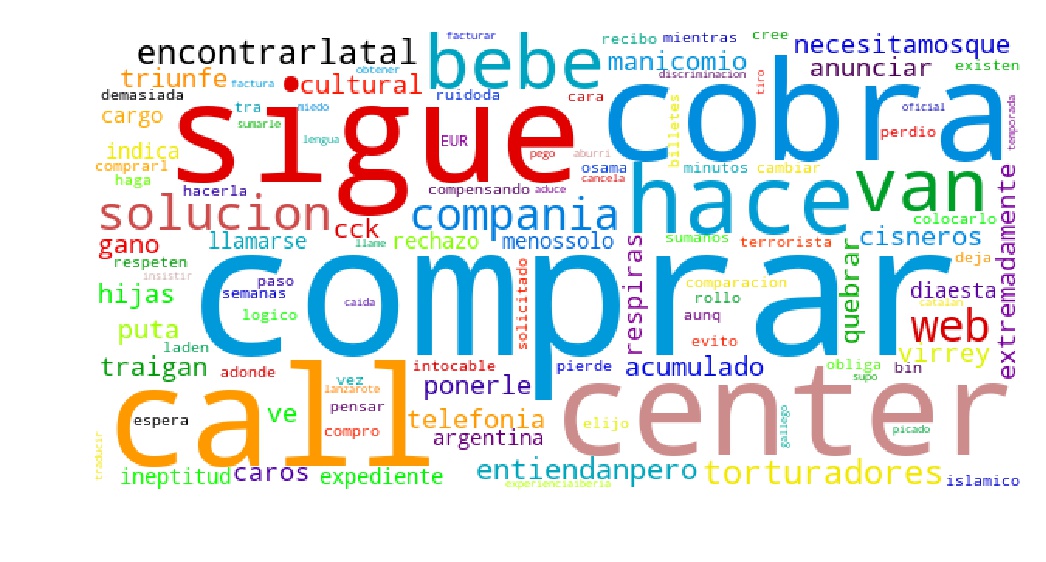 facturar
recibo mientras cree
encontrarlatal bebe necesitamosque
manicomio anunciar existen
triunfe factura cultural obtener discriminacion tiro
demasiada ruidoda cara
sigue cobra
tra miedo billetes oficial temporada
cargo sumarle
lengua EUR perdio
indica pego aburri
comprarl osama minutos cambiar
haga cancela
hacerla compensando aduce hace van
solucion compania colocarlo
cck
gano llamarse llame rechazo menossolo sumanos terrorista cisneros
respeten deja
insistir paso solicitado respiras comparacion quebrar extremadamente
hijas semanas caida comprar rollo diaesta
catalan
logico aunq
puta web
laden evito virrey
traigan adonde intocable pierde acumulado obliga bin
vez ponerle supo
lanzarote
call center
espera ve pensar telefonia elijo gallego
compro argentina picado
traducir
ineptitud caros expediente entiendanpero torturadores islamico
experienciaiberia